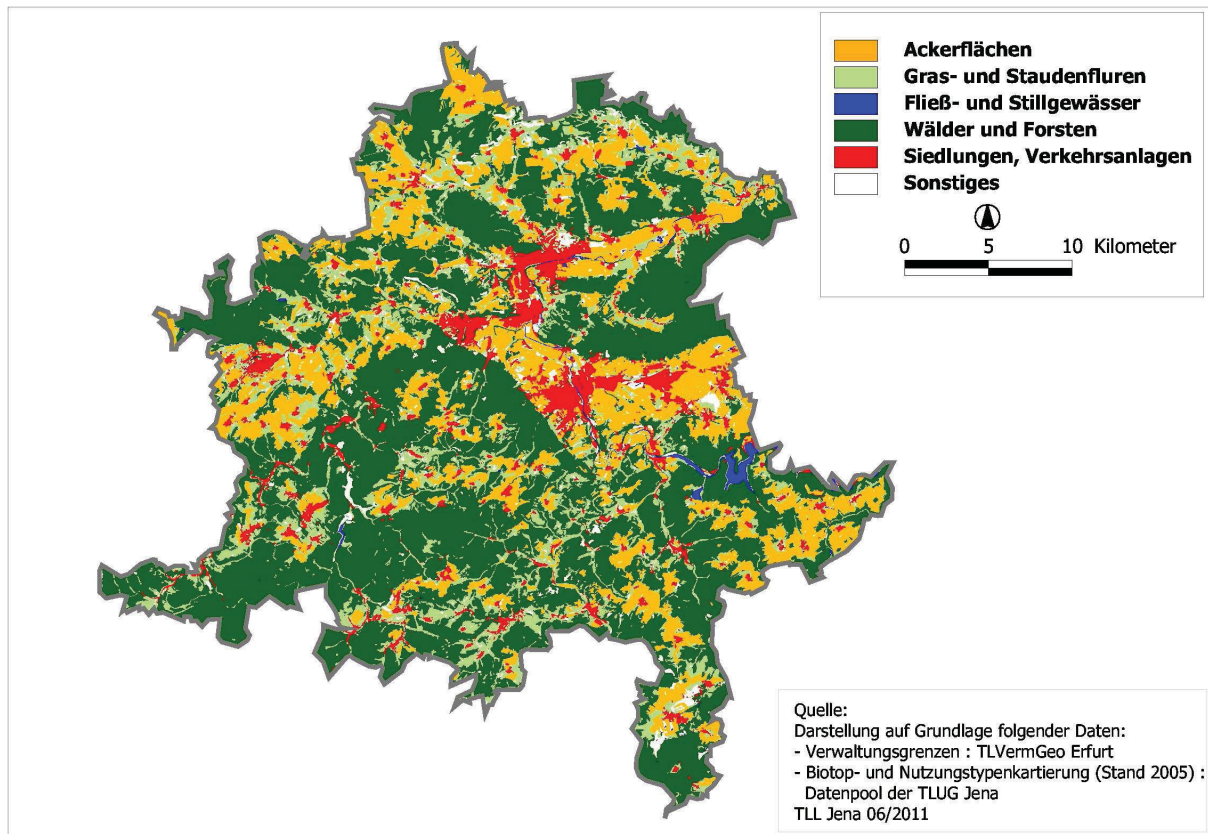 Ackerflächen
Gras- und Staudenfluren
Fließ- und Stillgewässer
Wälder und Forsten
Siedlungen, Verkehrsanlagen
Sonstiges
0 5 10 Kilometer
Quelle:
Darstellung auf Grundlage folgender Daten:
- Verwaltungsgrenzen : TLVermGeo Erfurt
- Biotop- und Nutzungstypenkartierung (Stand 2005) :
Datenpool der TLUG Jena
TLL Jena 06/2011